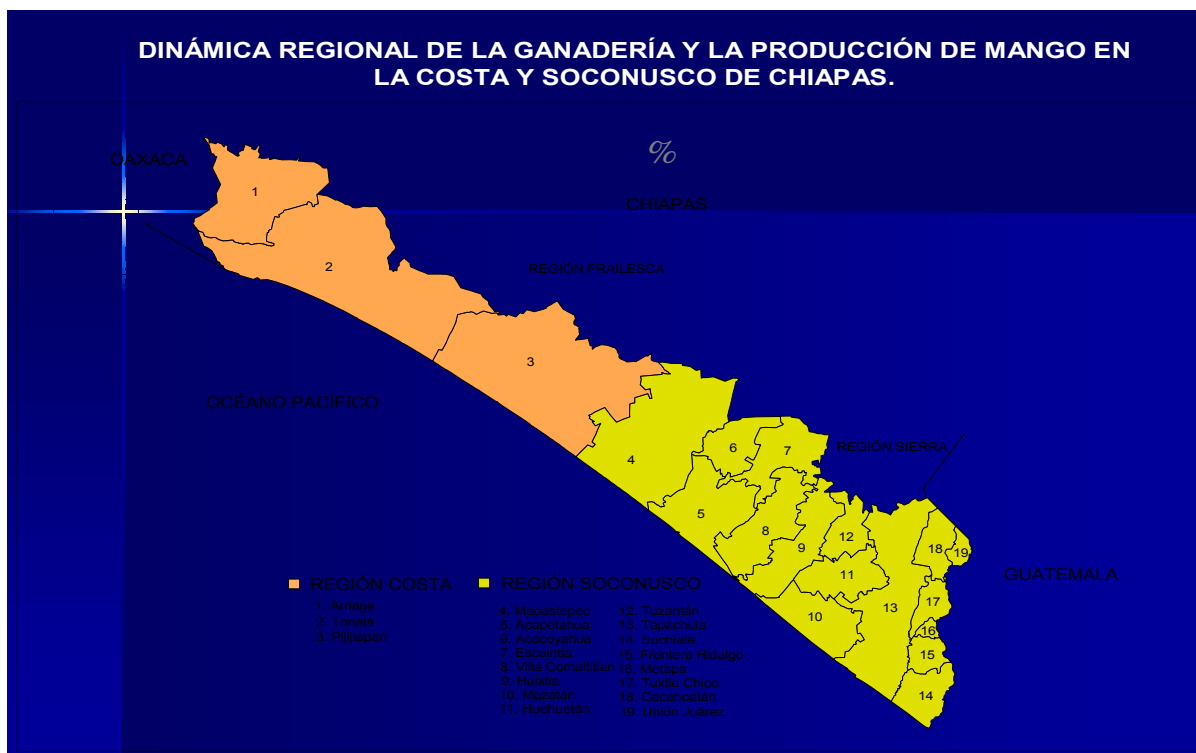 DINÁMICA REGIONAL DE LA GANADERÍA Y LA PRODUCCIÓN DE MANGO EN
LA COSTA Y SOCONUSCO DE CHIAPAS.
%
OAXACA
CHIAPAS
REGIÓN FRAILESCA
OCÉANO PACÍFICO
REGIÓN SIERRA
GUATEMALA
1
2
3
4
5
6
7
8
9
10
11
12
13
14
15
16
17
18
19
REGIÓN COSTA
1. Arriaga
2. Tonalá
3. Pijijiapan
REGIÓN SOCONUSCO
4. Mapastepec
5. Acapetahua
6. Acacoyahua
7. Escuintla
8. Villa Comaltitlán
9. Huixtla
10. Mazatán
11. Huehuetán
12. Tuzantán
13. Tapachula
14. Suchiate
15. Frontera Hidalgo
16. Metapa
17. Tuxtla Chico
18. Cacahoatán
19. Unión Juárez